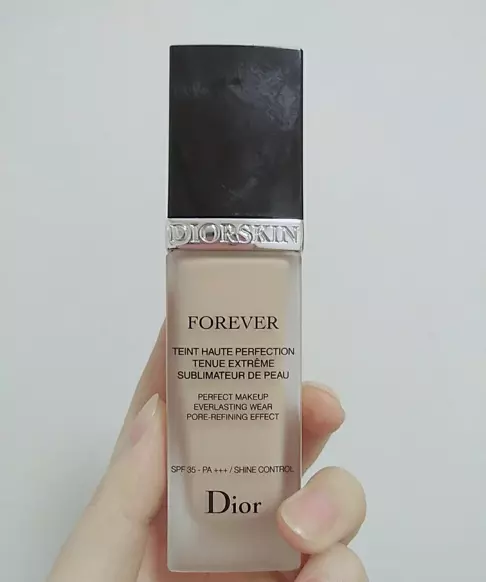 DIORSKIN
FOREVER
TEINT HAUTE PERFECTION
TENUE EXTRÊME
SUBLIMATEUR DE PEAU
PERFECT MAKEUP
EVERLASTING WEAR
PORE-REFINING EFFECT
SPF 35 - PA +++ / SHINE CONTROL
Dior